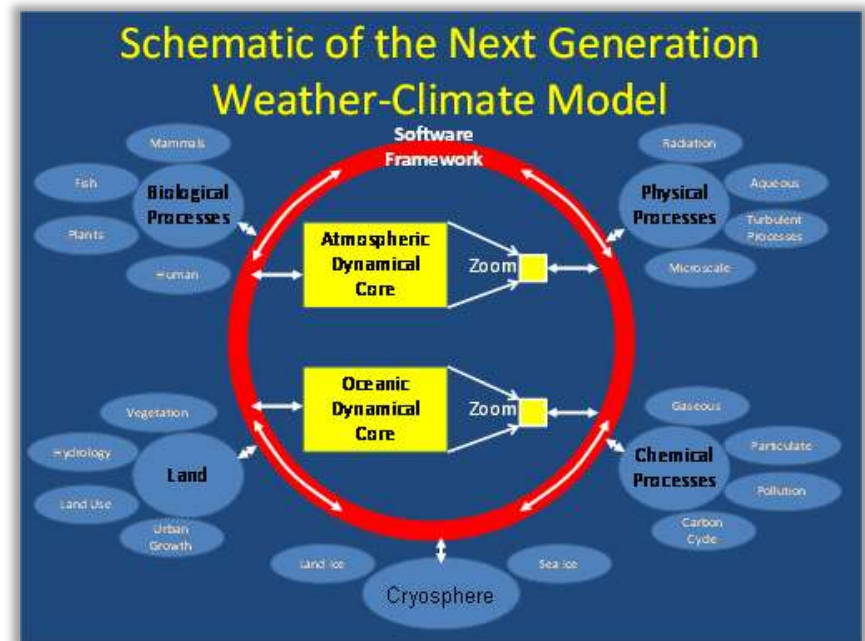 Schematic of the Next Generation
Weather-Climate Model
Software
Framework
Mammals
Fish
Biological
Processes
Plants
Human
Radiation
Physical
Processes
Aqueous
Turbulent
Processes
Microscale
Atmospheric
Dynamical
Core
Zoom
Oceanic
Dynamical
Core
Zoom
Vegetation
Hydrology
Land
Land Use
Urban
Growth
Gaseous
Chemical
Processes
Particulate
Pollution
Carbon
Cycle
Land Ice
Sea Ice
Cryosphere